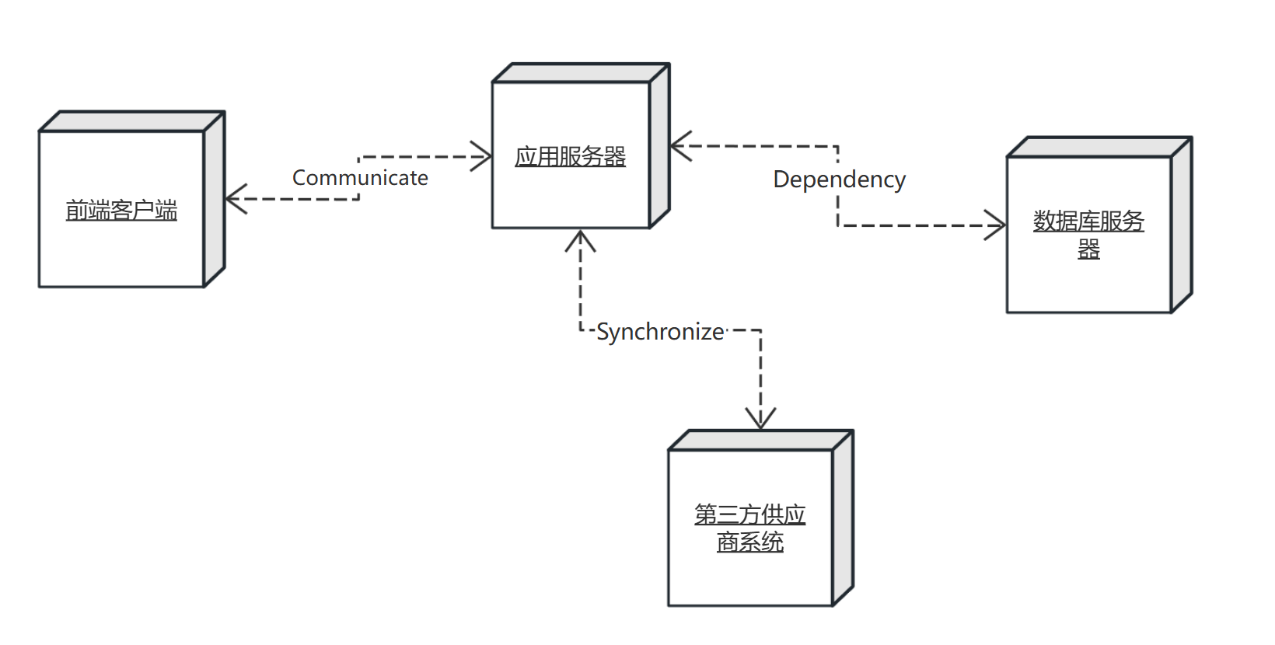 应用服务器
Communicate
Dependency
前端客户端
数据库服务
器
Synchronize
第三方供应
商系统